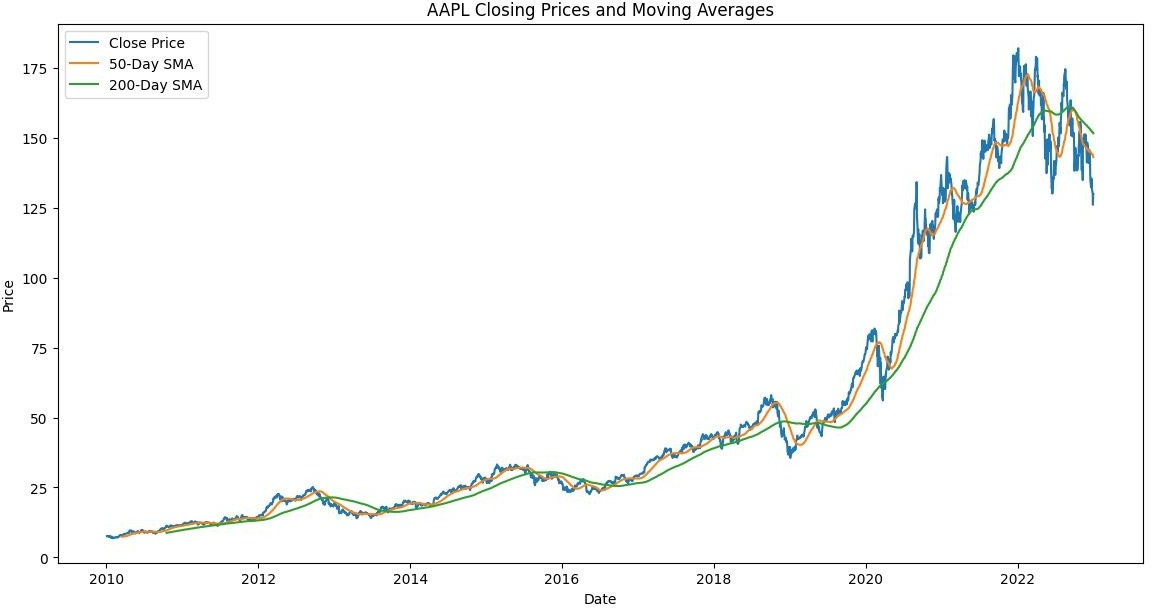 AAPL Closing Prices and Moving Averages
Close Price
50-Day SMA
200-Day SMA
175
150
125
100
75
50
25
0
Price
2010 2012 2014 2016 2018 2020 2022
Date